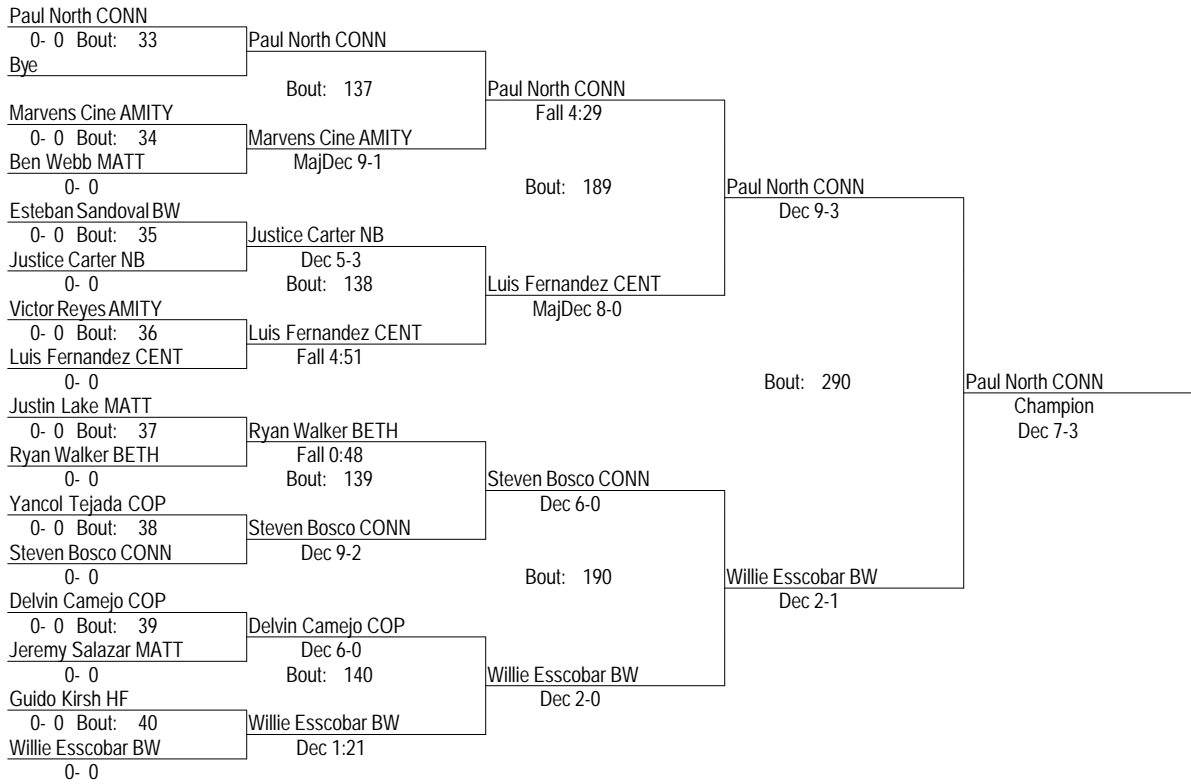 Paul North CONN
0- 0 Bout: 33
Paul North CONN
Bye
Bout: 137
Paul North CONN
Marvens Cine AMITY
Fall 4:29
0- 0 Bout: 34
Marvens Cine AMITY
Ben Webb MATT
MajDec 9-1
0- 0
Bout: 189
Paul North CONN
Esteban Sandoval BW
Dec 9-3
0- 0 Bout: 35
Justice Carter NB
Justice Carter NB
Dec 5-3
0- 0
Bout: 138
Luis Fernandez CENT
Victor Reyes AMITY
MajDec 8-0
0- 0 Bout: 36
Luis Fernandez CENT
Luis Fernandez CENT
Fall 4:51
0- 0
Bout: 290
Paul North CONN
Justin Lake MATT
Champion
0- 0 Bout: 37
Ryan Walker BETH
Dec 7-3
Ryan Walker BETH
Fall 0:48
0- 0
Bout: 139
Steven Bosco CONN
Yancol Tejada COP
Dec 6-0
0- 0 Bout: 38
Steven Bosco CONN
Steven Bosco CONN
Dec 9-2
0- 0
Bout: 190
Willie Esscobar BW
Delvin Camejo COP
Dec 2-1
0- 0 Bout: 39
Delvin Camejo COP
Jeremy Salazar MATT
Dec 6-0
0- 0
Bout: 140
Willie Esscobar BW
Guido Kirsh HF
Dec 2-0
0- 0 Bout: 40
Willie Esscobar BW
Willie Esscobar BW
Dec 1:21
0- 0